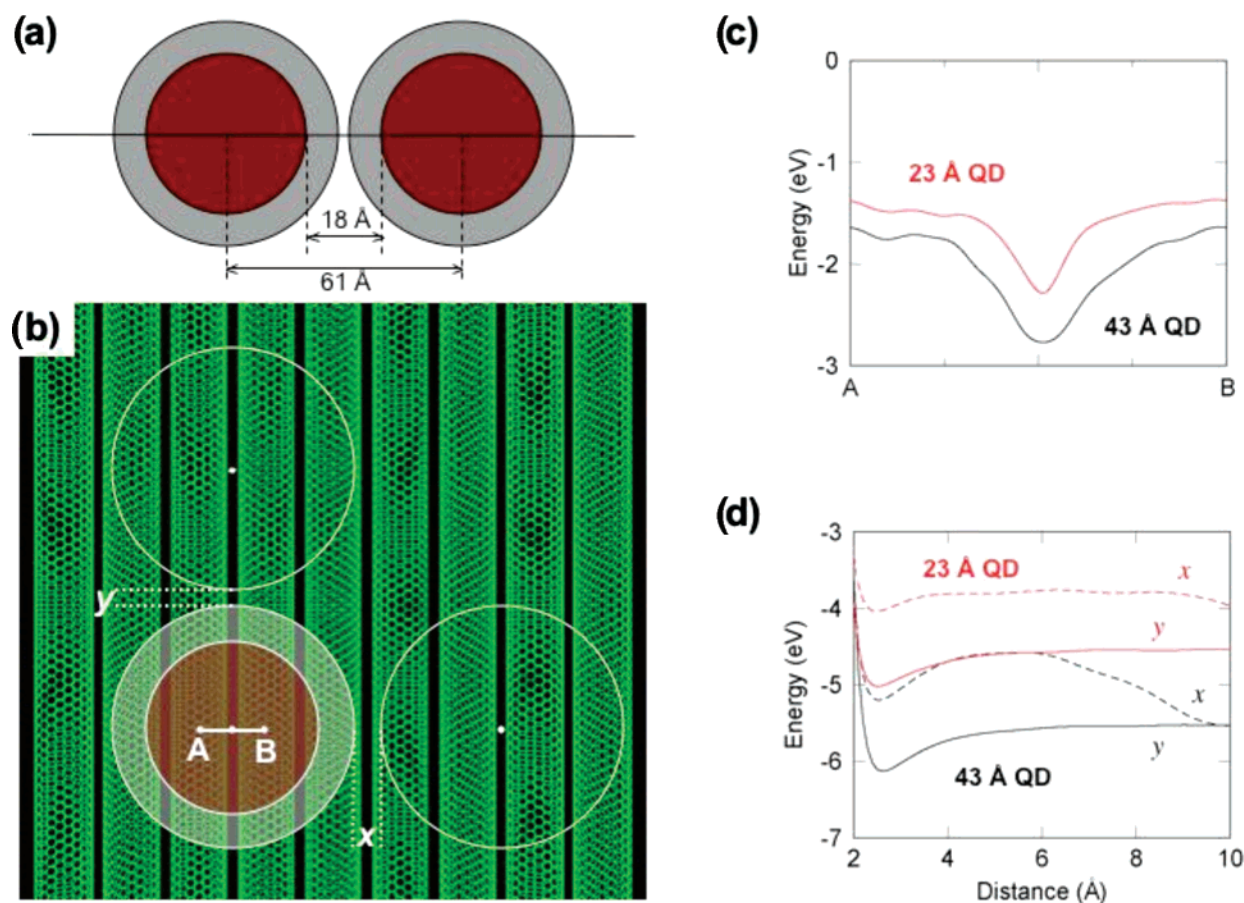 (a)
18 Å
61 Å
(b)
y
A B
x
(c)
0
-1
-2
-3
Energy (eV)
23 Å QD
43 Å QD
A B
(d)
-3
-4
-5
-6
-7
Energy (eV)
23 Å QD
x
y
x
y
43 Å QD
2 4 6 8 10
Distance (Å)